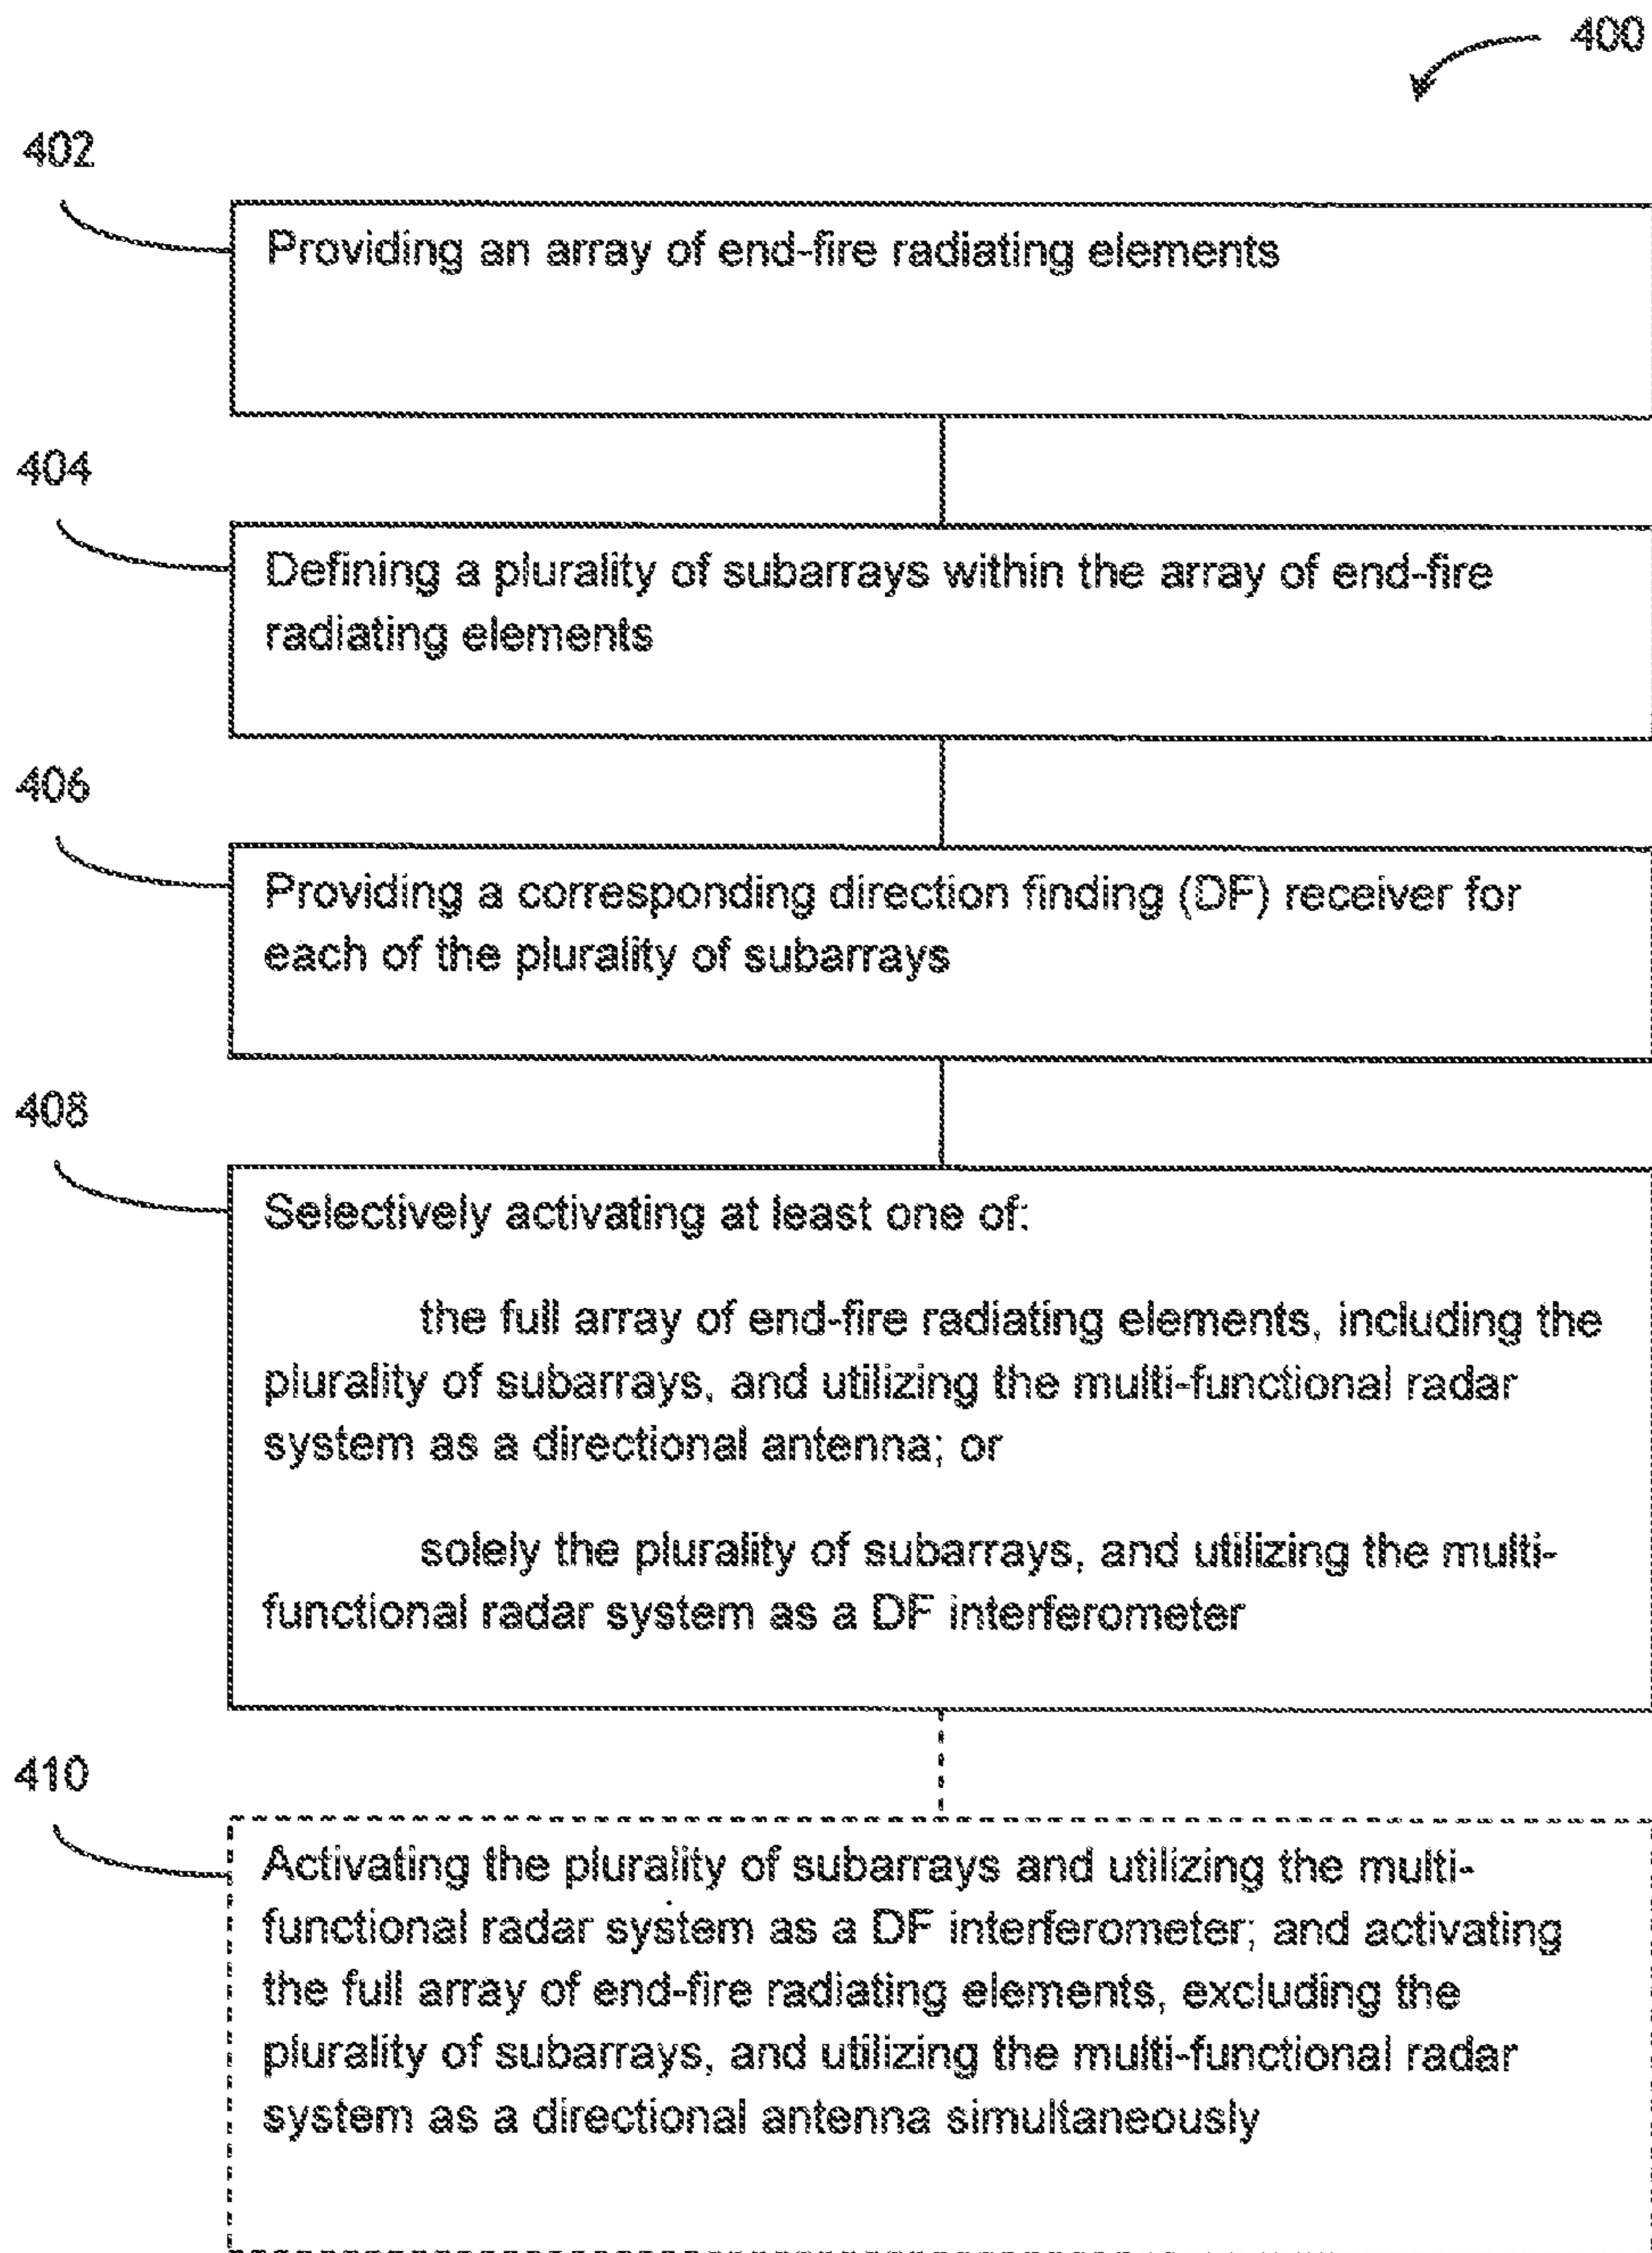 400
402
Providing an array of end-fire radiating elements
404
Defining a plurality of subarrays within the array of end-fire
radiating elements
406
Providing a corresponding direction finding (DF) receiver for
each of the plurality of subarrays
408
Selectively activating at least one of:
the full array of end-fire radiating elements, including the
plurality of subarrays, and utilizing the multi-functional radar
system as a directional antenna; or
solely the plurality of subarrays, and utilizing the multi-
functional radar system as a DF interferometer
410
Activating the plurality of subarrays and utilizing the multi-
functional radar system as a DF interferometer; and activating
the full array of end-fire radiating elements, excluding the
plurality of subarrays, and utilizing the multi-functional radar
system as a directional antenna simultaneously